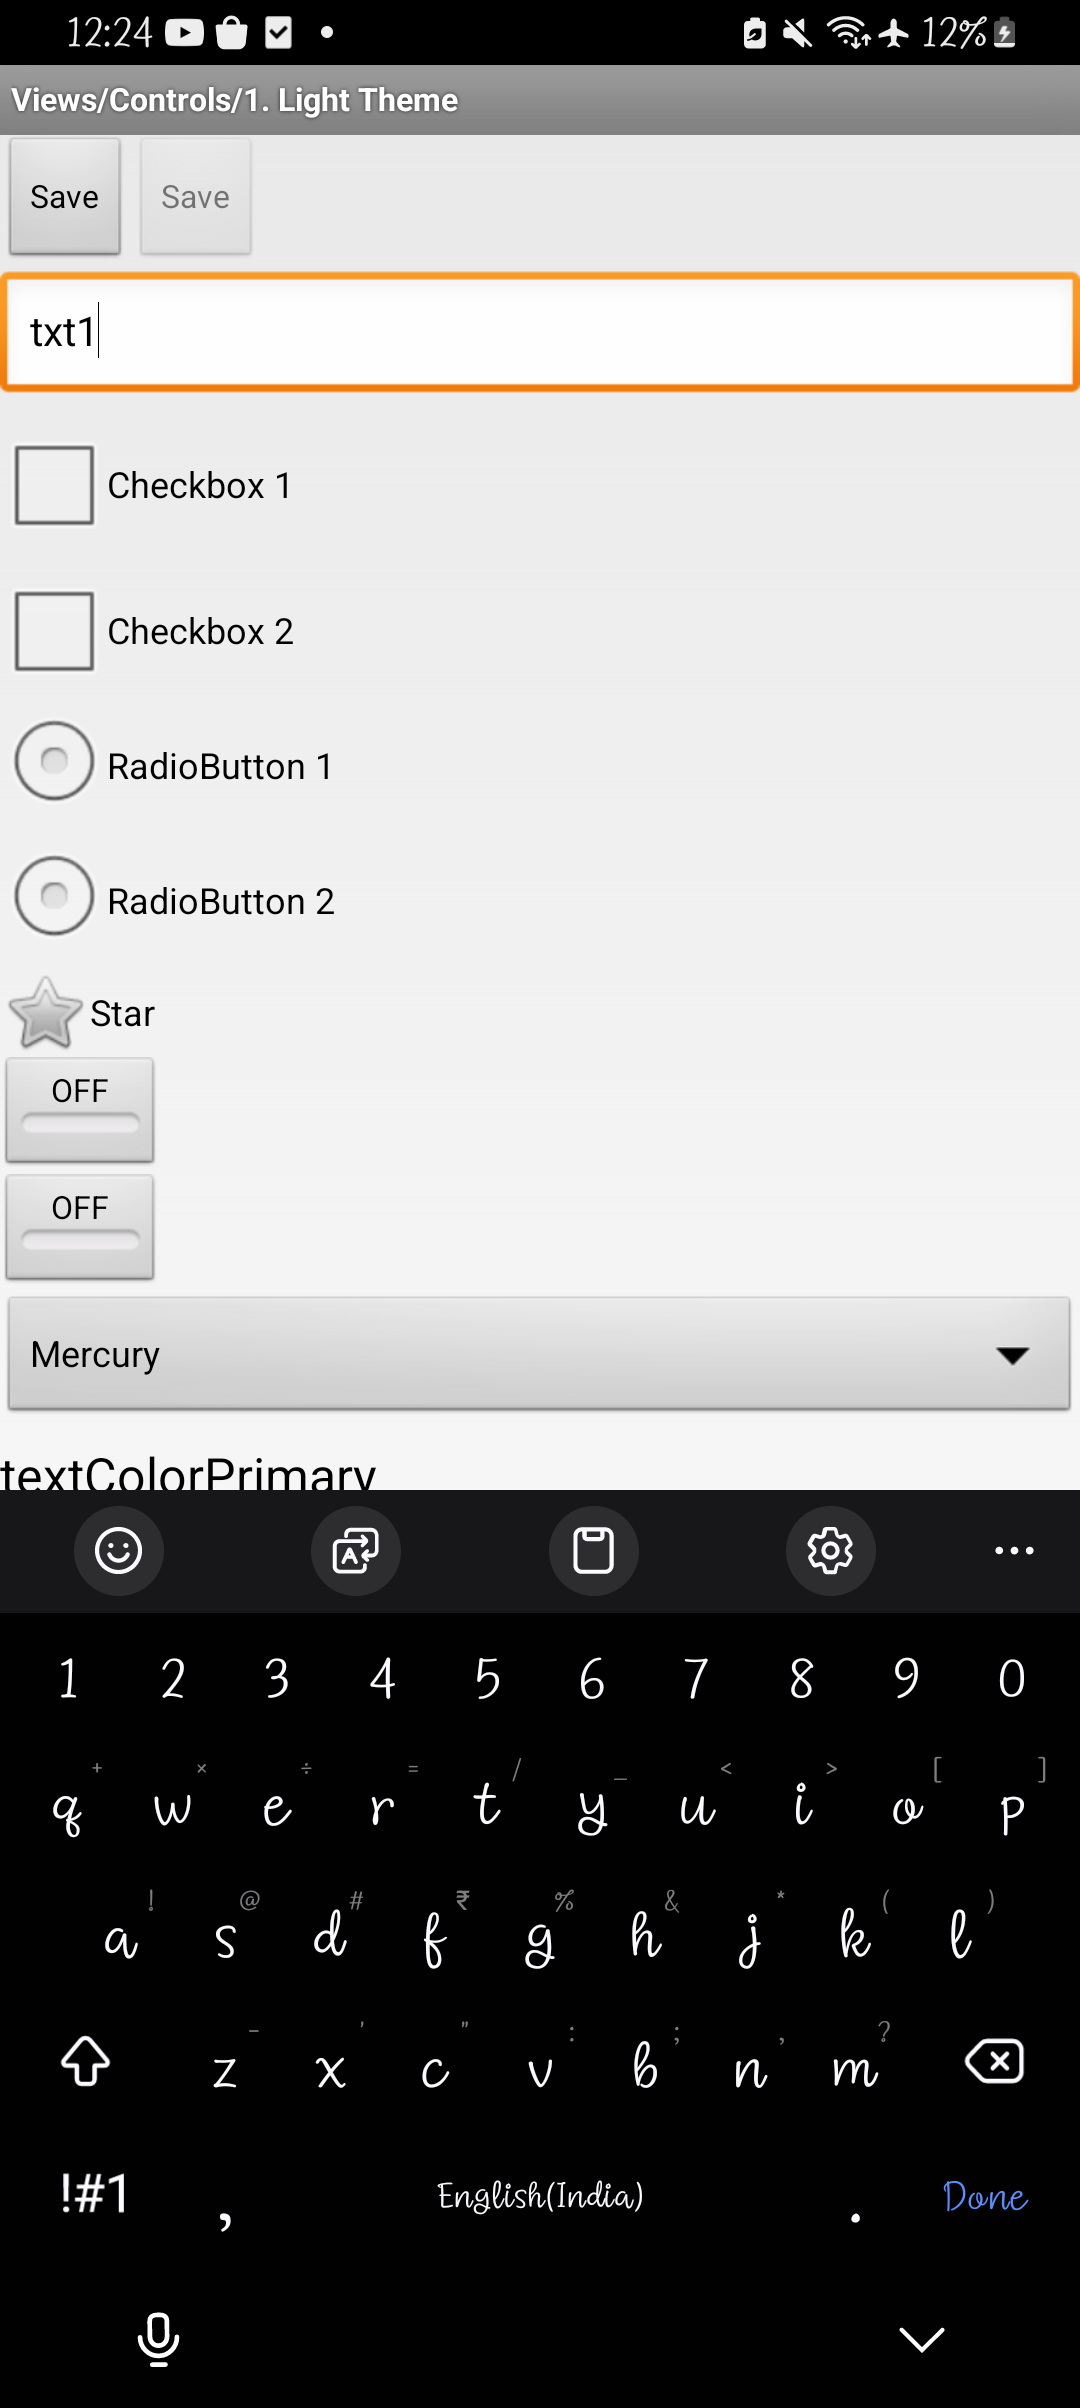 12:24 12%
Views/Controls/1. Light Theme
Save Save
txt1
Checkbox 1
Checkbox 2
RadioButton 1
RadioButton 2
Star
OFF
OFF
Mercury
textColorPrimary
1 2 3 4 5 6 7 8 9 0
+ × ÷ = / _ < > [ ]
q w e r t y u i o p
! @ # ₹ % & * ( )
a s d f g h j k l
- ' " : ; , ?
z x c v b n m
!#1 , English(India) . Done